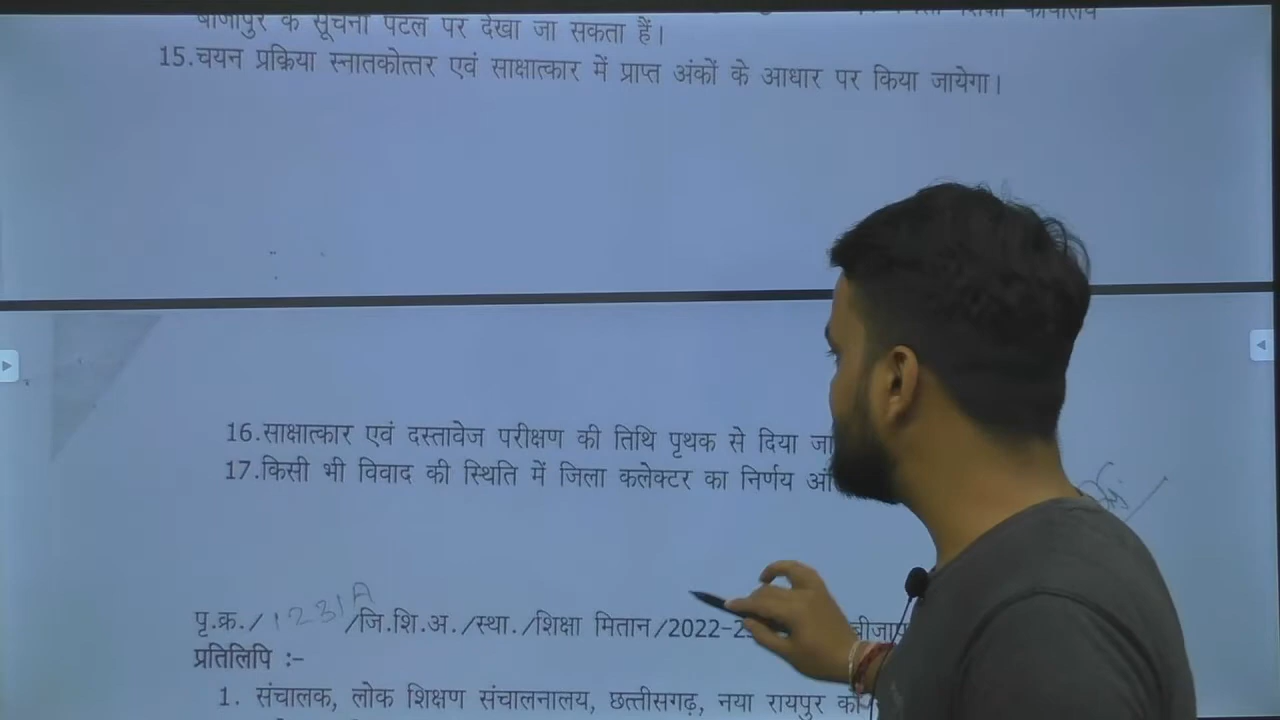 बीजापुर के सूचना पटल पर देखा जा सकता हैं।
15.चयन प्रक्रिया स्नातकोत्तर एवं साक्षात्कार में प्राप्त अंकों के आधार पर किया जायेगा।
16.साक्षात्कार एवं दस्तावेज परीक्षण की तिथि पृथक से दिया
17.किसी भी विवाद की स्थिति में जिला कलेक्टर का निर्णय
पृ.क्र./1231A/जि.शि.अ./स्था./शिक्षा मितान/2022-2
प्रतिलिपि :-
1. संचालक, लोक शिक्षण संचालनालय, छत्तीसगढ़, नया रायपुर